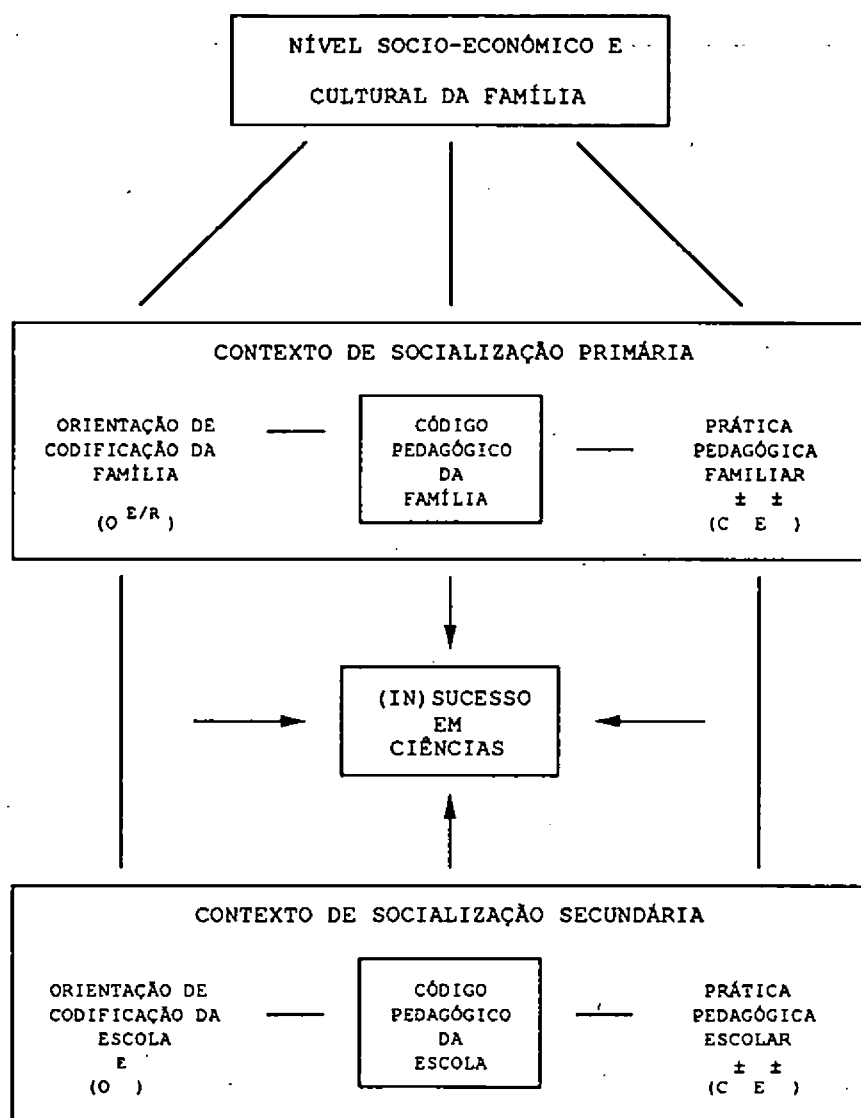 NÍVEL SOCIO-ECONÓMICO E
CULTURAL DA FAMÍLIA
CONTEXTO DE SOCIALIZAÇÃO PRIMÁRIA
ORIENTAÇÃO DE
CODIFICAÇÃO DA
FAMÍLIA
(O E/R )
CÓDIGO
PEDAGÓGICO
DA
FAMÍLIA
PRÁTICA
PEDAGÓGICA
FAMILIAR
± ±
(C E )
(IN)SUCESSO
EM
CIÊNCIAS
CONTEXTO DE SOCIALIZAÇÃO SECUNDÁRIA
ORIENTAÇÃO DE
CODIFICAÇÃO DA
ESCOLA
E
(O )
CÓDIGO
PEDAGÓGICO
DA
ESCOLA
PRÁTICA
PEDAGÓGICA
ESCOLAR
± ±
(C E )